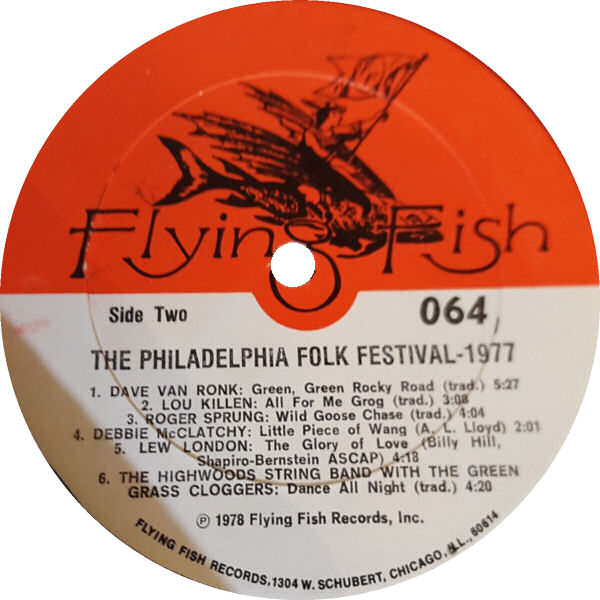 Flying Fish
Side Two
064
THE PHILADELPHIA FOLK FESTIVAL-1977
1. DAVE VAN RONK: Green, Green Rocky Road (trad.) 5:27
2. LOU KILLEN: All For Me Grog (trad.) 3:08
3. ROGER SPRUNG: Wild Goose Chase (trad.) 4:04
4. DEBBIE McCLATCHY: Little Piece of Wang (A. L. Lloyd) 2:01
5. LEW LONDON: The Glory of Love (Billy Hill,
Shapiro-Bernstein ASCAP) 4:18
6. THE HIGHWOODS STRING BAND WITH THE GREEN
GRASS CLOGGERS: Dance All Night (trad.) 4:20
℗ 1978 Flying Fish Records, Inc.
FLYING FISH RECORDS, 1304 W. SCHUBERT, CHICAGO, IL., 60614